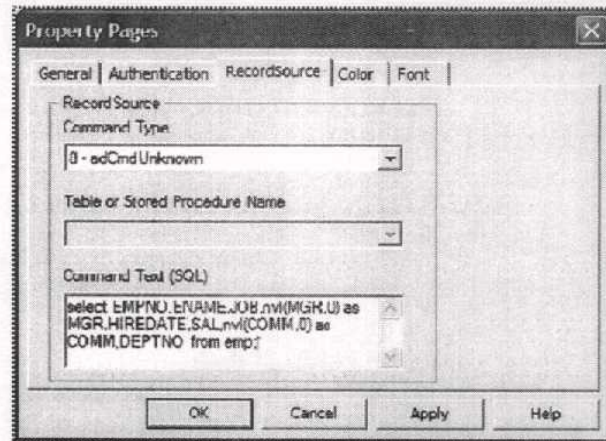 Property Pages
General Authentication RecordSource Color Font
RecordSource
Command Type
8 - adCmdUnknown
Table or Stored Procedure Name
Command Text (SQL)
select EMPNO,ENAME,JOB,nvl(MGR,0) as
MGR,HIREDATE,SAL,nvl(COMM,0) as
COMM,DEPTNO from emp;
OK Cancel Apply Help